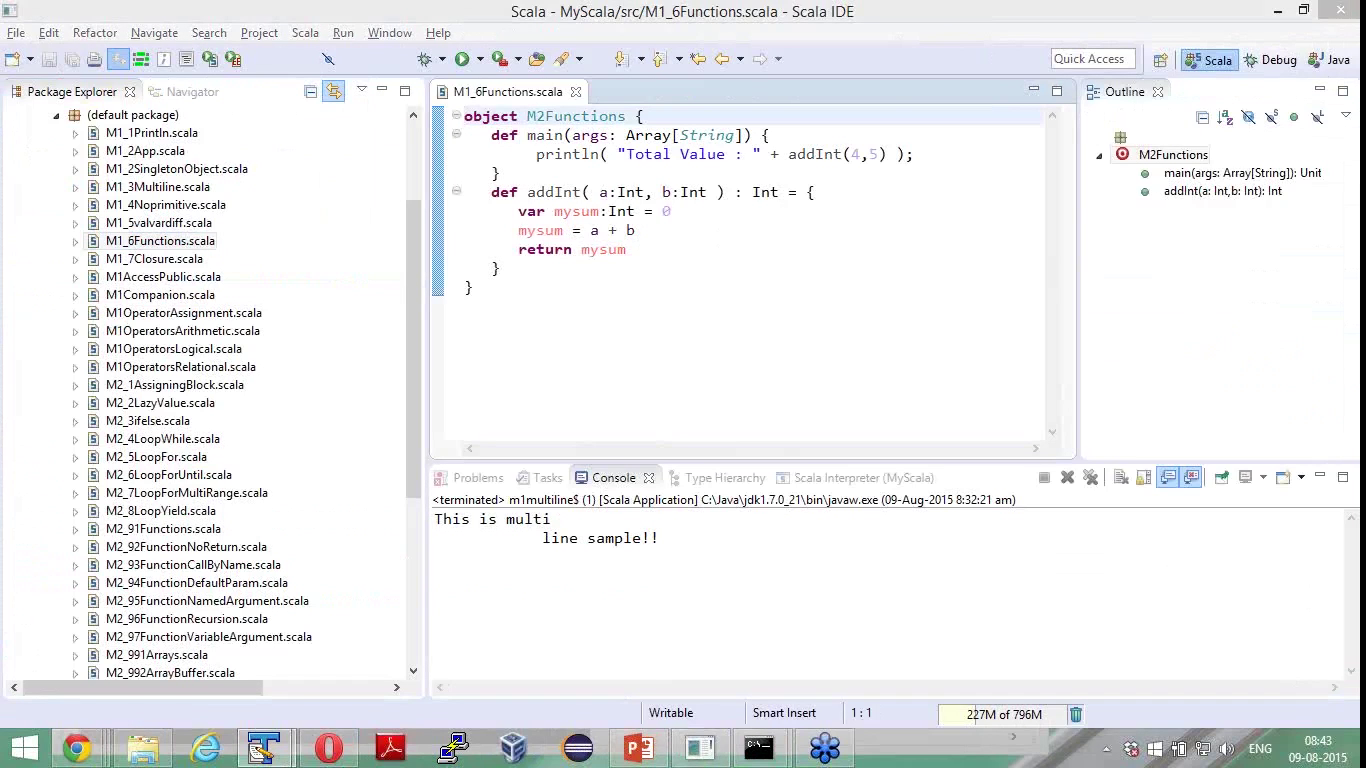 Scala - MyScala/src/M1_6Functions.scala - Scala IDE
File Edit Refactor Navigate Search Project Scala Run Window Help
Quick Access Scala Debug Java
Package Explorer Navigator
(default package)
M1_1Println.scala
M1_2App.scala
M1_2SingletonObject.scala
M1_3Multiline.scala
M1_4Noprimitive.scala
M1_5valvardiff.scala
M1_6Functions.scala
M1_7Closure.scala
M1AccessPublic.scala
M1Companion.scala
M1OperatorAssignment.scala
M1OperatorsArithmetic.scala
M1OperatorsLogical.scala
M1OperatorsRelational.scala
M2_1AssigningBlock.scala
M2_2LazyValue.scala
M2_3ifelse.scala
M2_4LoopWhile.scala
M2_5LoopFor.scala
M2_6LoopForUntil.scala
M2_7LoopForMultiRange.scala
M2_8LoopYield.scala
M2_91Functions.scala
M2_92FunctionNoReturn.scala
M2_93FunctionCallByName.scala
M2_94FunctionDefaultParam.scala
M2_95FunctionNamedArgument.scala
M2_96FunctionRecursion.scala
M2_97FunctionVariableArgument.scala
M2_991Arrays.scala
M2_992ArrayBuffer.scala
M1_6Functions.scala
object M2Functions {
def main(args: Array[String]) {
println( "Total Value : " + addInt(4,5) );
}
def addInt( a:Int, b:Int ) : Int = {
var mysum:Int = 0
mysum = a + b
return mysum
}
}
Outline
M2Functions
main(args: Array[String]): Unit
addInt(a: Int,b: Int): Int
Problems Tasks Console Type Hierarchy Scala Interpreter (MyScala)
<terminated> m1multiline$ (1) [Scala Application] C:\Java\jdk1.7.0_21\bin\javaw.exe (09-Aug-2015 8:32:21 am)
This is multi
line sample!!
Writable Smart Insert 1 : 1 227M of 796M
ENG 08:43
09-08-2015